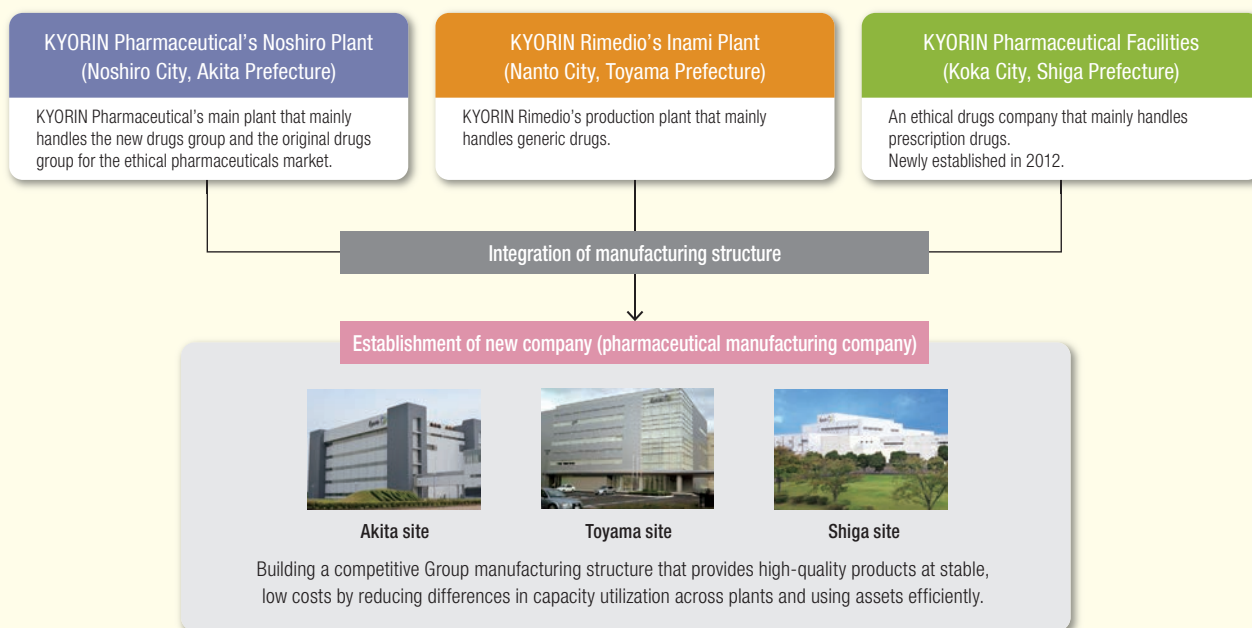 KYORIN Pharmaceutical's Noshiro Plant
(Noshiro City, Akita Prefecture)
KYORIN Pharmaceutical's main plant that mainly
handles the new drugs group and the original drugs
group for the ethical pharmaceuticals market.
KYORIN Rimedio's Inami Plant
(Nanto City, Toyama Prefecture)
KYORIN Rimedio's production plant that mainly
handles generic drugs.
KYORIN Pharmaceutical Facilities
(Koka City, Shiga Prefecture)
An ethical drugs company that mainly handles
prescription drugs.
Newly established in 2012.
Integration of manufacturing structure
Establishment of new company (pharmaceutical manufacturing company)
Akita site
Toyama site
Shiga site
Building a competitive Group manufacturing structure that provides high-quality products at stable,
low costs by reducing differences in capacity utilization across plants and using assets efficiently.